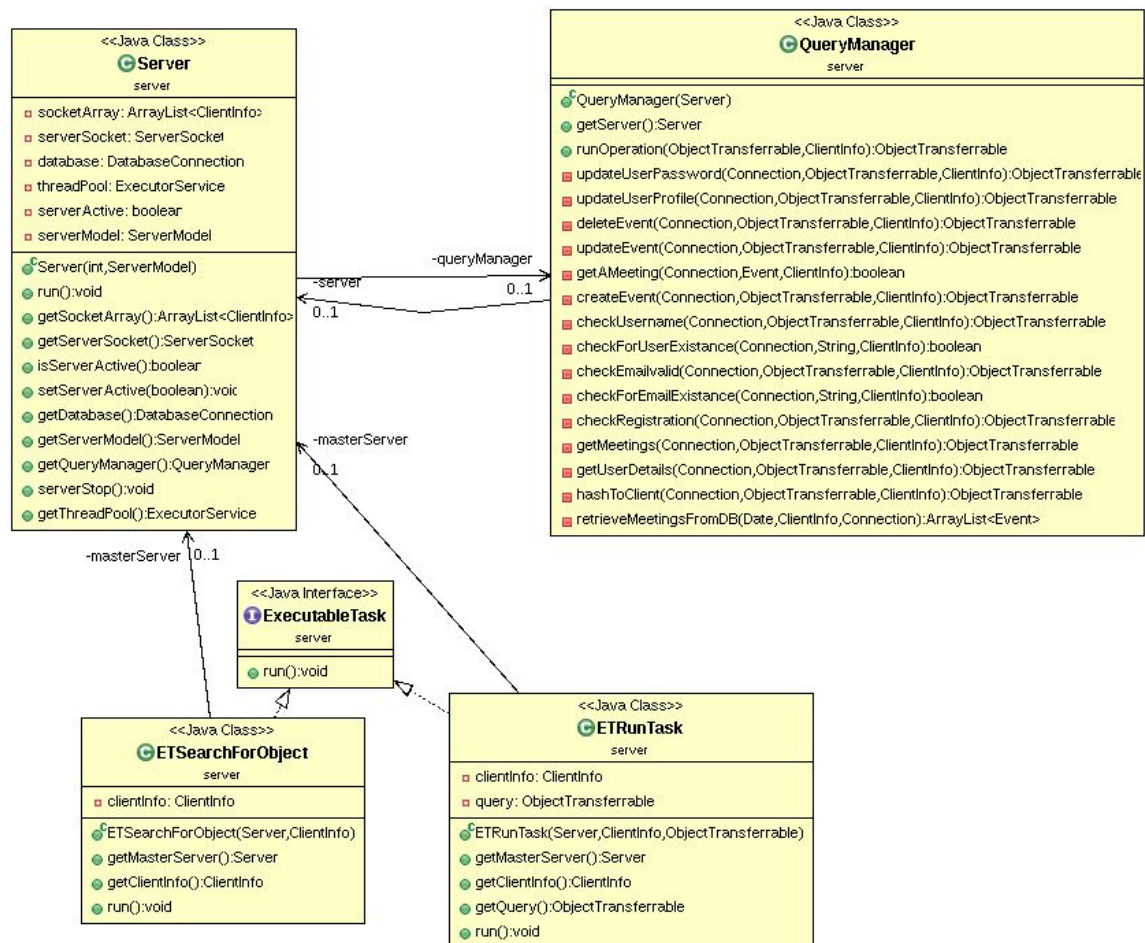 <<Java Class>>
Server
server
socketArray: ArrayList<ClientInfo>
serverSocket: ServerSocket
database: DatabaseConnection
threadPool: ExecutorService
serverActive: boolean
serverModel: ServerModel
Server(int,ServerModel)
run():void
getSocketArray():ArrayList<ClientInfo>
getServerSocket():ServerSocket
isServerActive():boolean
setServerActive(boolean):void
getDatabase():DatabaseConnection
getServerModel():ServerModel
getQueryManager():QueryManager
serverStop():void
getThreadPool():ExecutorService
<<Java Class>>
QueryManager
server
QueryManager(Server)
getServer():Server
runOperation(ObjectTransferrable,ClientInfo):ObjectTransferrable
updateUserPassword(Connection,ObjectTransferrable,ClientInfo):ObjectTransferrable
updateUserProfile(Connection,ObjectTransferrable,ClientInfo):ObjectTransferrable
deleteEvent(Connection,ObjectTransferrable,ClientInfo):ObjectTransferrable
updateEvent(Connection,ObjectTransferrable,ClientInfo):ObjectTransferrable
getAMeeting(Connection,Event,ClientInfo):boolean
createEvent(Connection,ObjectTransferrable,ClientInfo):ObjectTransferrable
checkUsername(Connection,ObjectTransferrable,ClientInfo):ObjectTransferrable
checkForUserExistance(Connection,String,ClientInfo):boolean
checkEmailvalid(Connection,ObjectTransferrable,ClientInfo):ObjectTransferrable
checkForEmailExistance(Connection,String,ClientInfo):boolean
checkRegistration(Connection,ObjectTransferrable,ClientInfo):ObjectTransferrable
getMeetings(Connection,ObjectTransferrable,ClientInfo):ObjectTransferrable
getUserDetails(Connection,ObjectTransferrable,ClientInfo):ObjectTransferrable
hashToClient(Connection,ObjectTransferrable,ClientInfo):ObjectTransferrable
retrieveMeetingsFromDB(Date,ClientInfo,Connection):ArrayList<Event>
-queryManager
0..1
-server
0..1
-masterServer
0..1
-masterServer
0..1
<<Java Interface>>
ExecutableTask
server
run():void
<<Java Class>>
ETSearchForObject
server
clientInfo: ClientInfo
ETSearchForObject(Server,ClientInfo)
getMasterServer():Server
getClientInfo():ClientInfo
run():void
<<Java Class>>
ETRunTask
server
clientInfo: ClientInfo
query: ObjectTransferrable
ETRunTask(Server,ClientInfo,ObjectTransferrable)
getMasterServer():Server
getClientInfo():ClientInfo
getQuery():ObjectTransferrable
run():void